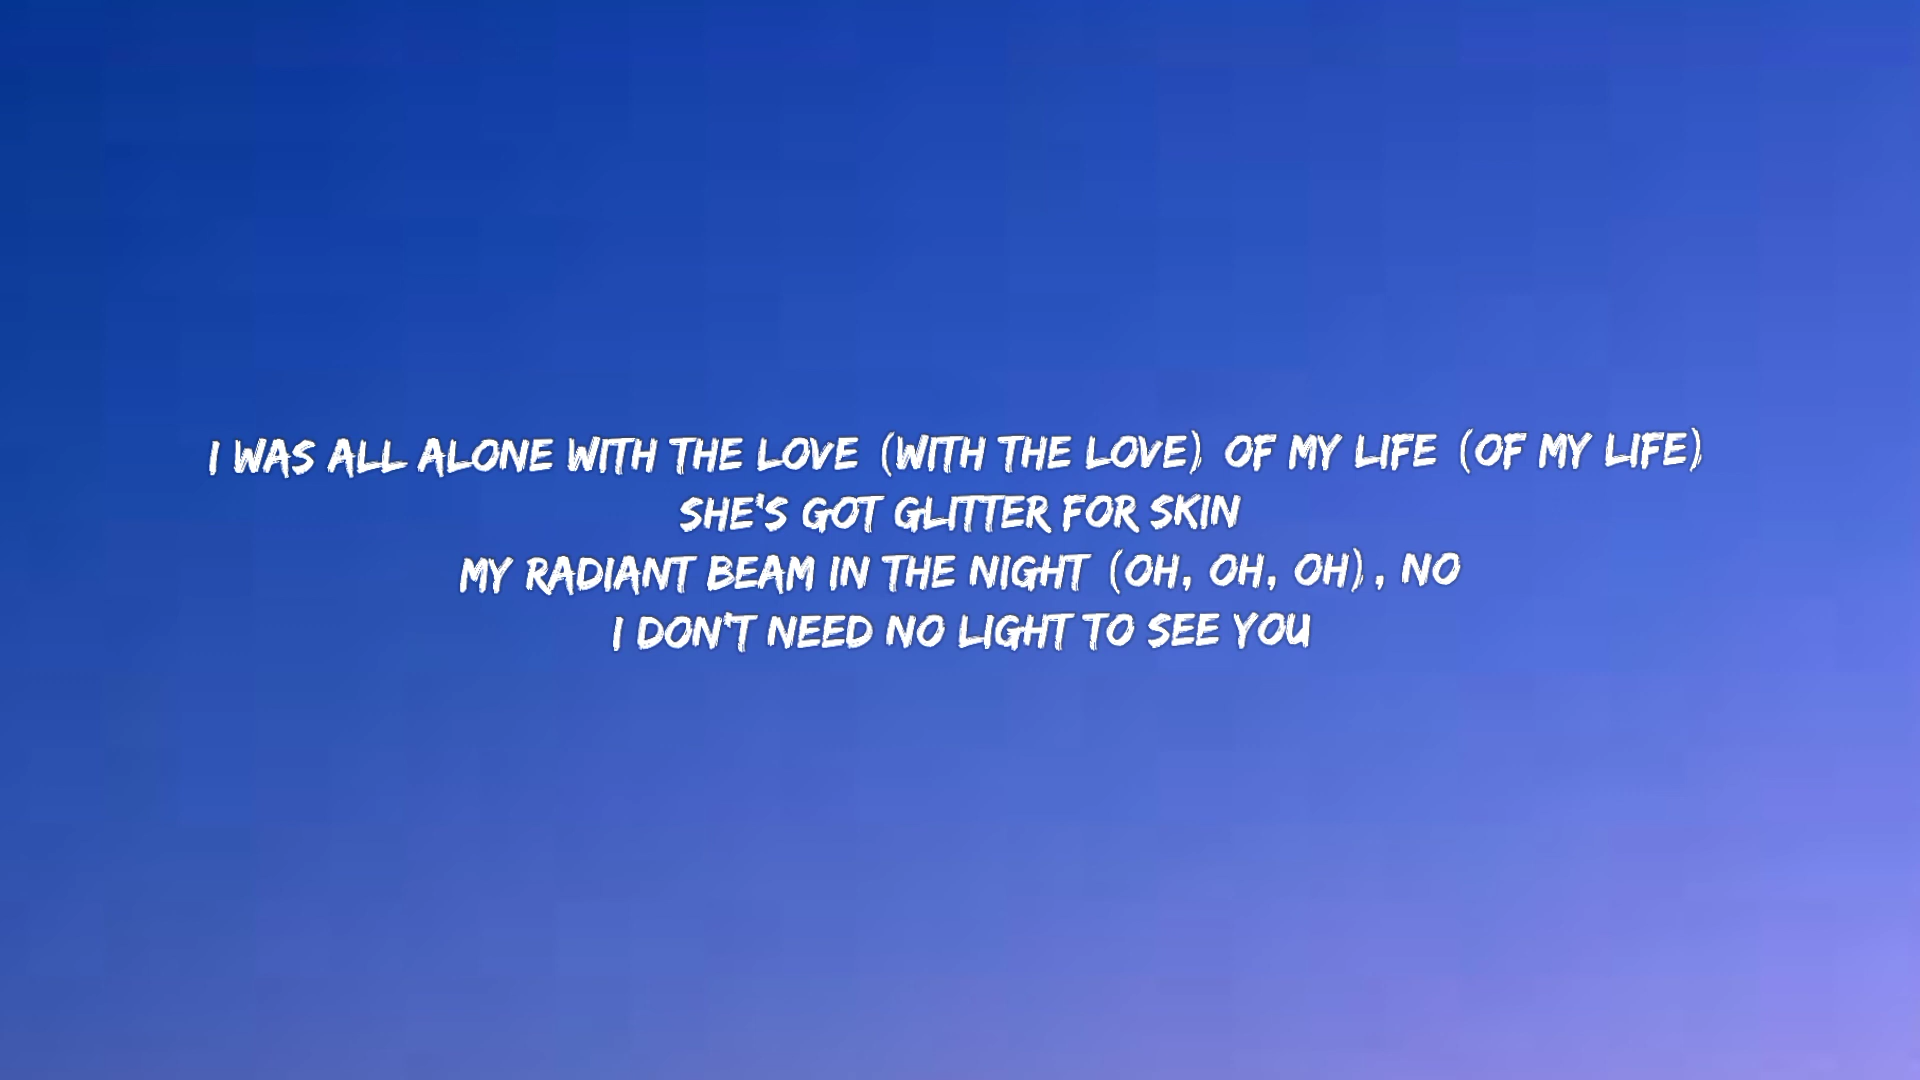 I WAS ALL ALONE WITH THE LOVE (WITH THE LOVE) OF MY LIFE (OF MY LIFE)
SHE'S GOT GLITTER FOR SKIN
MY RADIANT BEAM IN THE NIGHT (OH, OH, OH), NO
I DON'T NEED NO LIGHT TO SEE YOU